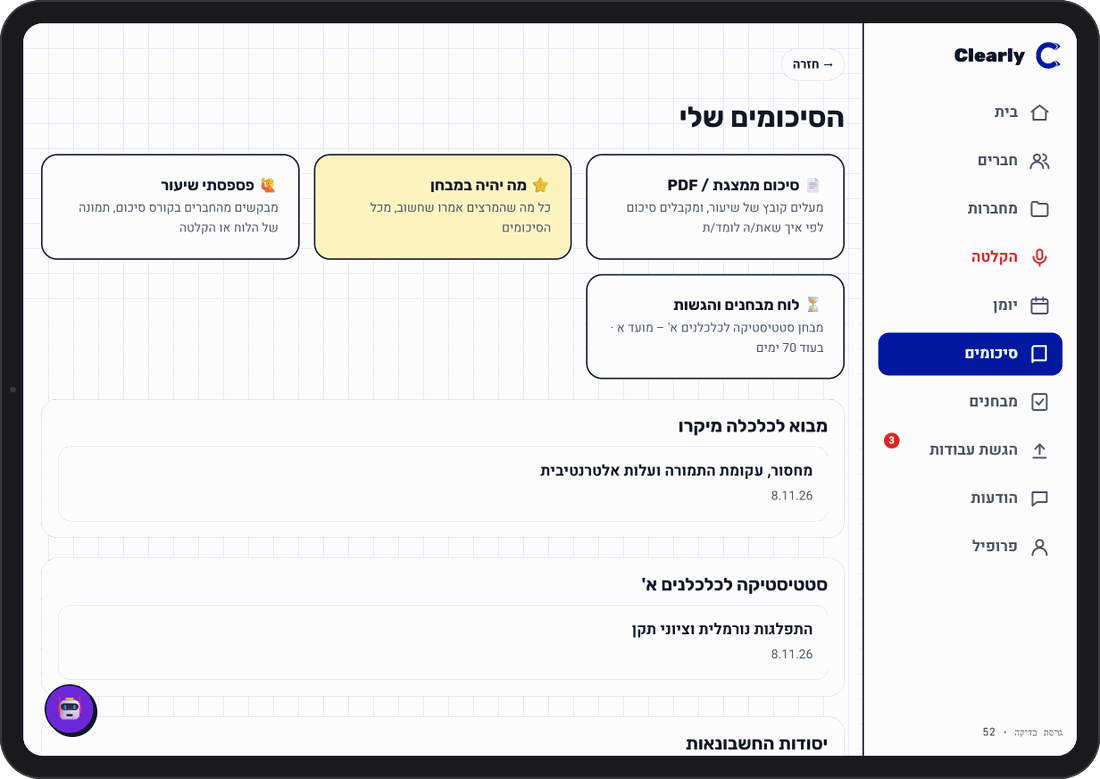 Clearly
בית
חברים
מחברות
הקלטה
יומן
סיכומים
מבחנים
הגשת עבודות
3
הודעות
פרופיל
גרסת בדיקה · 52
→ חזרה
הסיכומים שלי
סיכום ממצגת / PDF
מעלים קובץ של שיעור, ומקבלים סיכום
לפי איך שאת/ה לומד/ת
מה יהיה במבחן
כל מה שהמרצים אמרו שחשוב, מכל
הסיכומים
פספסתי שיעור
מבקשים מהחברים בקורס סיכום, תמונה
של הלוח או הקלטה
לוח מבחנים והגשות
מבחן סטטיסטיקה לכלכלנים א' – מועד א ·
בעוד 70 ימים
מבוא לכלכלה מיקרו
מחסור, עקומת התמורה ועלות אלטרנטיבית
8.11.26
סטטיסטיקה לכלכלנים א'
התפלגות נורמלית וציוני תקן
8.11.26
יסודות החשבונאות